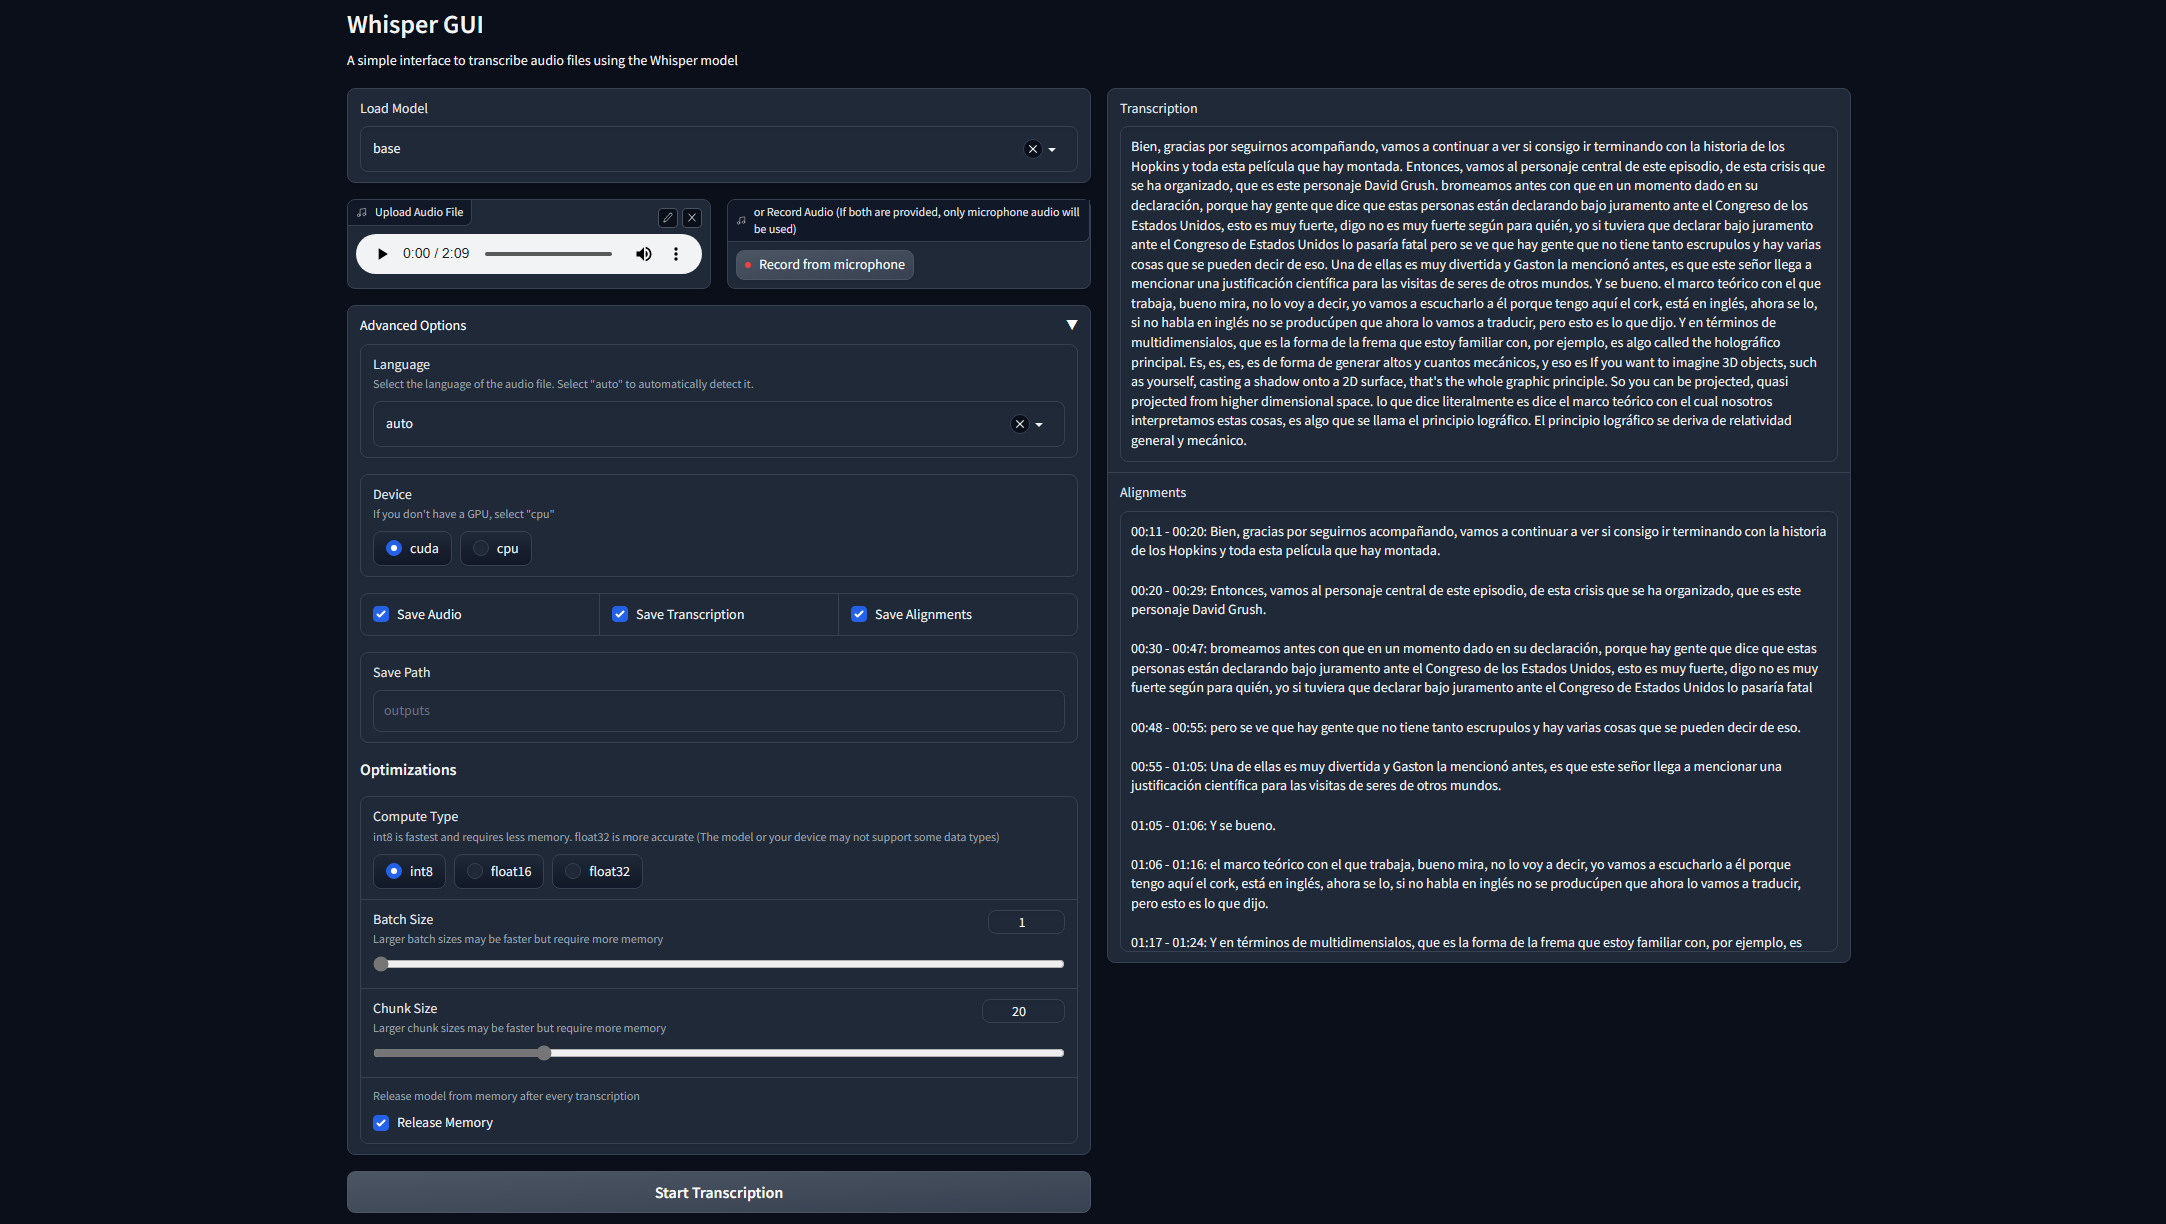 Whisper GUI
A simple interface to transcribe audio files using the Whisper model
Load Model
base
Upload Audio File
0:00 / 2:09
or Record Audio (If both are provided, only microphone audio will
be used)
Record from microphone
Advanced Options
Language
Select the language of the audio file. Select "auto" to automatically detect it.
auto
Device
If you don't have a GPU, select "cpu"
cuda
cpu
Save Audio
Save Transcription
Save Alignments
Save Path
outputs
Optimizations
Compute Type
int8 is fastest and requires less memory. float32 is more accurate (The model or your device may not support some data types)
int8
float16
float32
Batch Size
1
Larger batch sizes may be faster but require more memory
Chunk Size
20
Larger chunk sizes may be faster but require more memory
Release model from memory after every transcription
Release Memory
Start Transcription
Transcription
Bien, gracias por seguirnos acompañando, vamos a continuar a ver si consigo ir terminando con la historia de los
Hopkins y toda esta película que hay montada. Entonces, vamos al personaje central de este episodio, de esta crisis que
se ha organizado, que es este personaje David Grush. bromeamos antes con que en un momento dado en su
declaración, porque hay gente que dice que estas personas están declarando bajo juramento ante el Congreso de los
Estados Unidos, esto es muy fuerte, digo no es muy fuerte según para quién, yo si tuviera que declarar bajo juramento
ante el Congreso de Estados Unidos lo pasaría fatal pero se ve que hay gente que no tiene tanto escrupulos y hay varias
cosas que se pueden decir de eso. Una de ellas es muy divertida y Gaston la mencionó antes, es que este señor llega a
mencionar una justificación científica para las visitas de seres de otros mundos. Y se bueno. el marco teórico con el que
trabaja, bueno mira, no lo voy a decir, yo vamos a escucharlo a él porque tengo aquí el cork, está en inglés, ahora se lo,
si no habla en inglés no se producúpen que ahora lo vamos a traducir, pero esto es lo que dijo. Y en términos de
multidimensialos, que es la forma de la frema que estoy familiar con, por ejemplo, es algo called the holográfico
principal. Es, es, es, es de forma de generar altos y cuantos mecánicos, y eso es If you want to imagine 3D objects, such
as yourself, casting a shadow onto a 2D surface, that's the whole graphic principle. So you can be projected, quasi
projected from higher dimensional space. lo que dice literalmente es dice el marco teórico con el cual nosotros
interpretamos estas cosas, es algo que se llama el principio lográfico. El principio lográfico se deriva de relatividad
general y mecánico.
Alignments
00:11 - 00:20: Bien, gracias por seguirnos acompañando, vamos a continuar a ver si consigo ir terminando con la historia
de los Hopkins y toda esta película que hay montada.
00:20 - 00:29: Entonces, vamos al personaje central de este episodio, de esta crisis que se ha organizado, que es este
personaje David Grush.
00:30 - 00:47: bromeamos antes con que en un momento dado en su declaración, porque hay gente que dice que estas
personas están declarando bajo juramento ante el Congreso de los Estados Unidos, esto es muy fuerte, digo no es muy
fuerte según para quién, yo si tuviera que declarar bajo juramento ante el Congreso de Estados Unidos lo pasaría fatal
00:48 - 00:55: pero se ve que hay gente que no tiene tanto escrupulos y hay varias cosas que se pueden decir de eso.
00:55 - 01:05: Una de ellas es muy divertida y Gaston la mencionó antes, es que este señor llega a mencionar una
justificación científica para las visitas de seres de otros mundos.
01:05 - 01:06: Y se bueno.
01:06 - 01:16: el marco teórico con el que trabaja, bueno mira, no lo voy a decir, yo vamos a escucharlo a él porque
tengo aquí el cork, está en inglés, ahora se lo, si no habla en inglés no se producúpen que ahora lo vamos a traducir,
pero esto es lo que dijo.
01:17 - 01:24: Y en términos de multidimensialos, que es la forma de la frema que estoy familiar con, por ejemplo, es